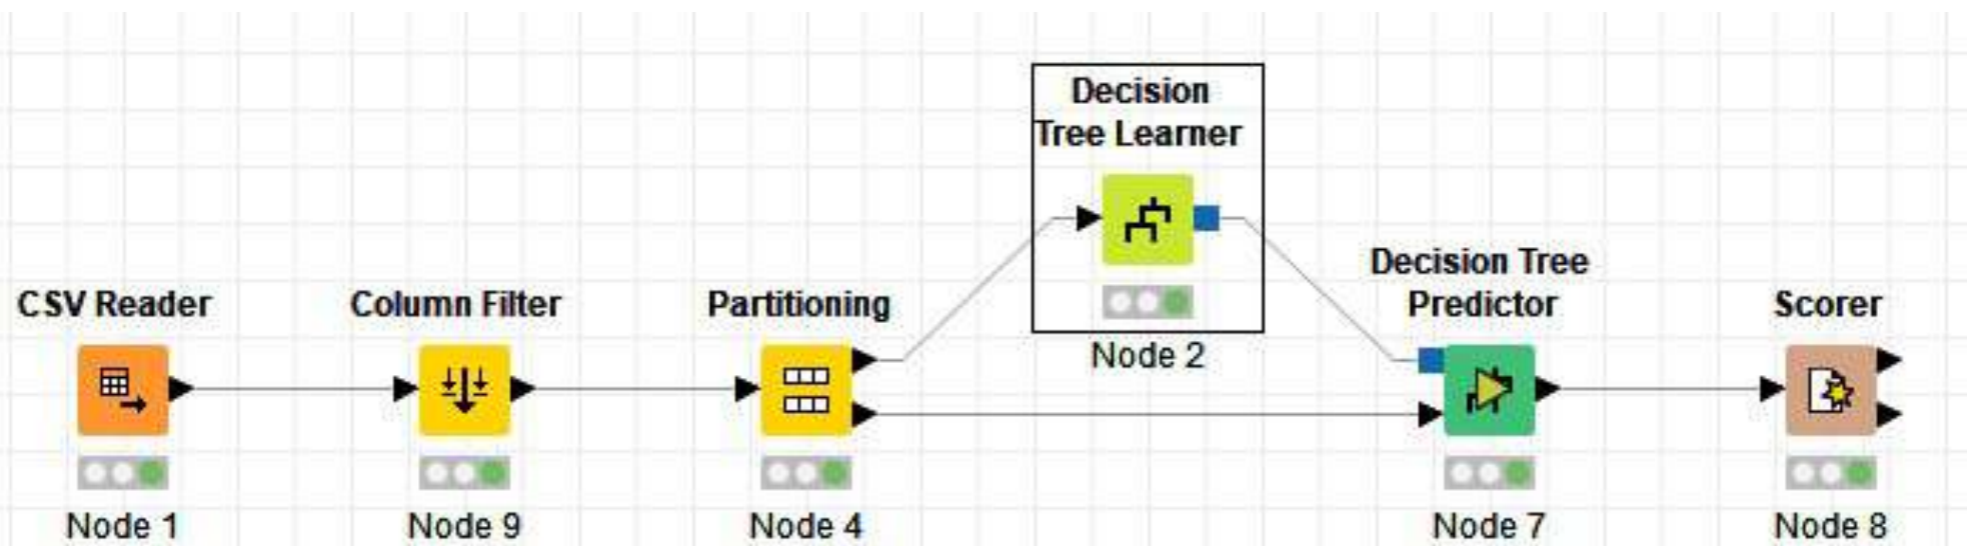 CSV Reader
Node 1
Column Filter
Node 9
Partitioning
Node 4
Decision
Tree Learner
Node 2
Decision Tree
Predictor
Node 7
Scorer
Node 8